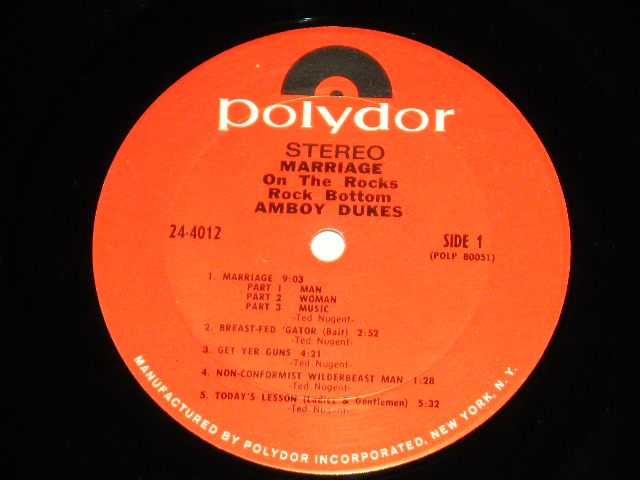 polydor
STEREO
MARRIAGE
On The Rocks
Rock Bottom
AMBOY DUKES
24-4012
SIDE 1
(POLP 80051)
1. MARRIAGE 9:03
PART 1 MAN
PART 2 WOMAN
PART 3 MUSIC
-Ted Nugent-
2. BREAST-FED 'GATOR (Bait) 2:52
-Ted Nugent-
3. GET YER GUNS 4:21
-Ted Nugent-
4. NON-CONFORMIST WILDERBEAST MAN 1:28
-Ted Nugent-
5. TODAY'S LESSON (Ladies & Gentlemen) 5:32
-Ted Nugent-
MANUFACTURED BY POLYDOR INCORPORATED, NEW YORK, N. Y.